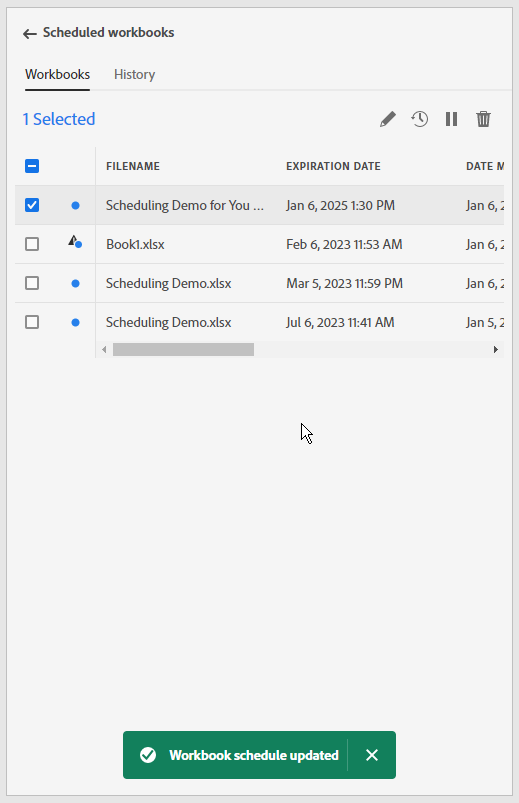 Scheduled workbooks
Workbooks History
1 Selected
FILENAME EXPIRATION DATE DATE M
Scheduling Demo for You ... Jan 6, 2025 1:30 PM Jan 6, 2
Book1.xlsx Feb 6, 2023 11:53 AM Jan 6, 2
Scheduling Demo.xlsx Mar 5, 2023 11:59 PM Jan 6, 2
Scheduling Demo.xlsx Jul 6, 2023 11:41 AM Jan 5, 2
Workbook schedule updated